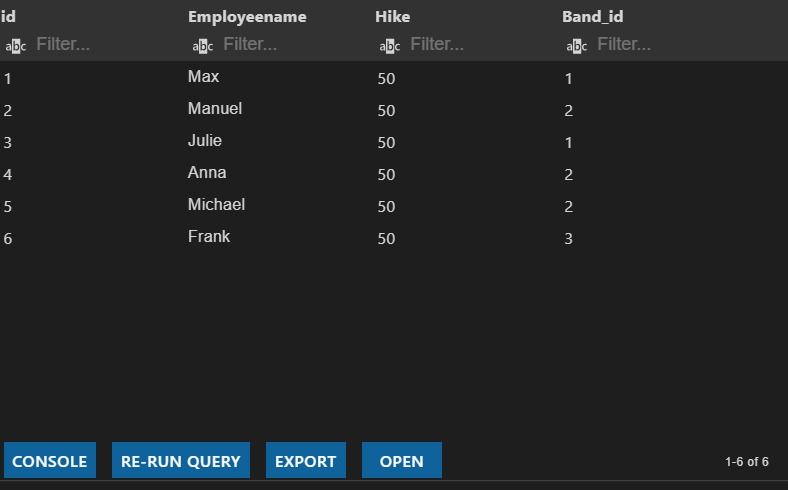 id Employeename Hike Band_id
abc Filter... abc Filter... abc Filter... abc Filter...
1 Max 50 1
2 Manuel 50 2
3 Julie 50 1
4 Anna 50 2
5 Michael 50 2
6 Frank 50 3
CONSOLE RE-RUN QUERY EXPORT OPEN 1-6 of 6